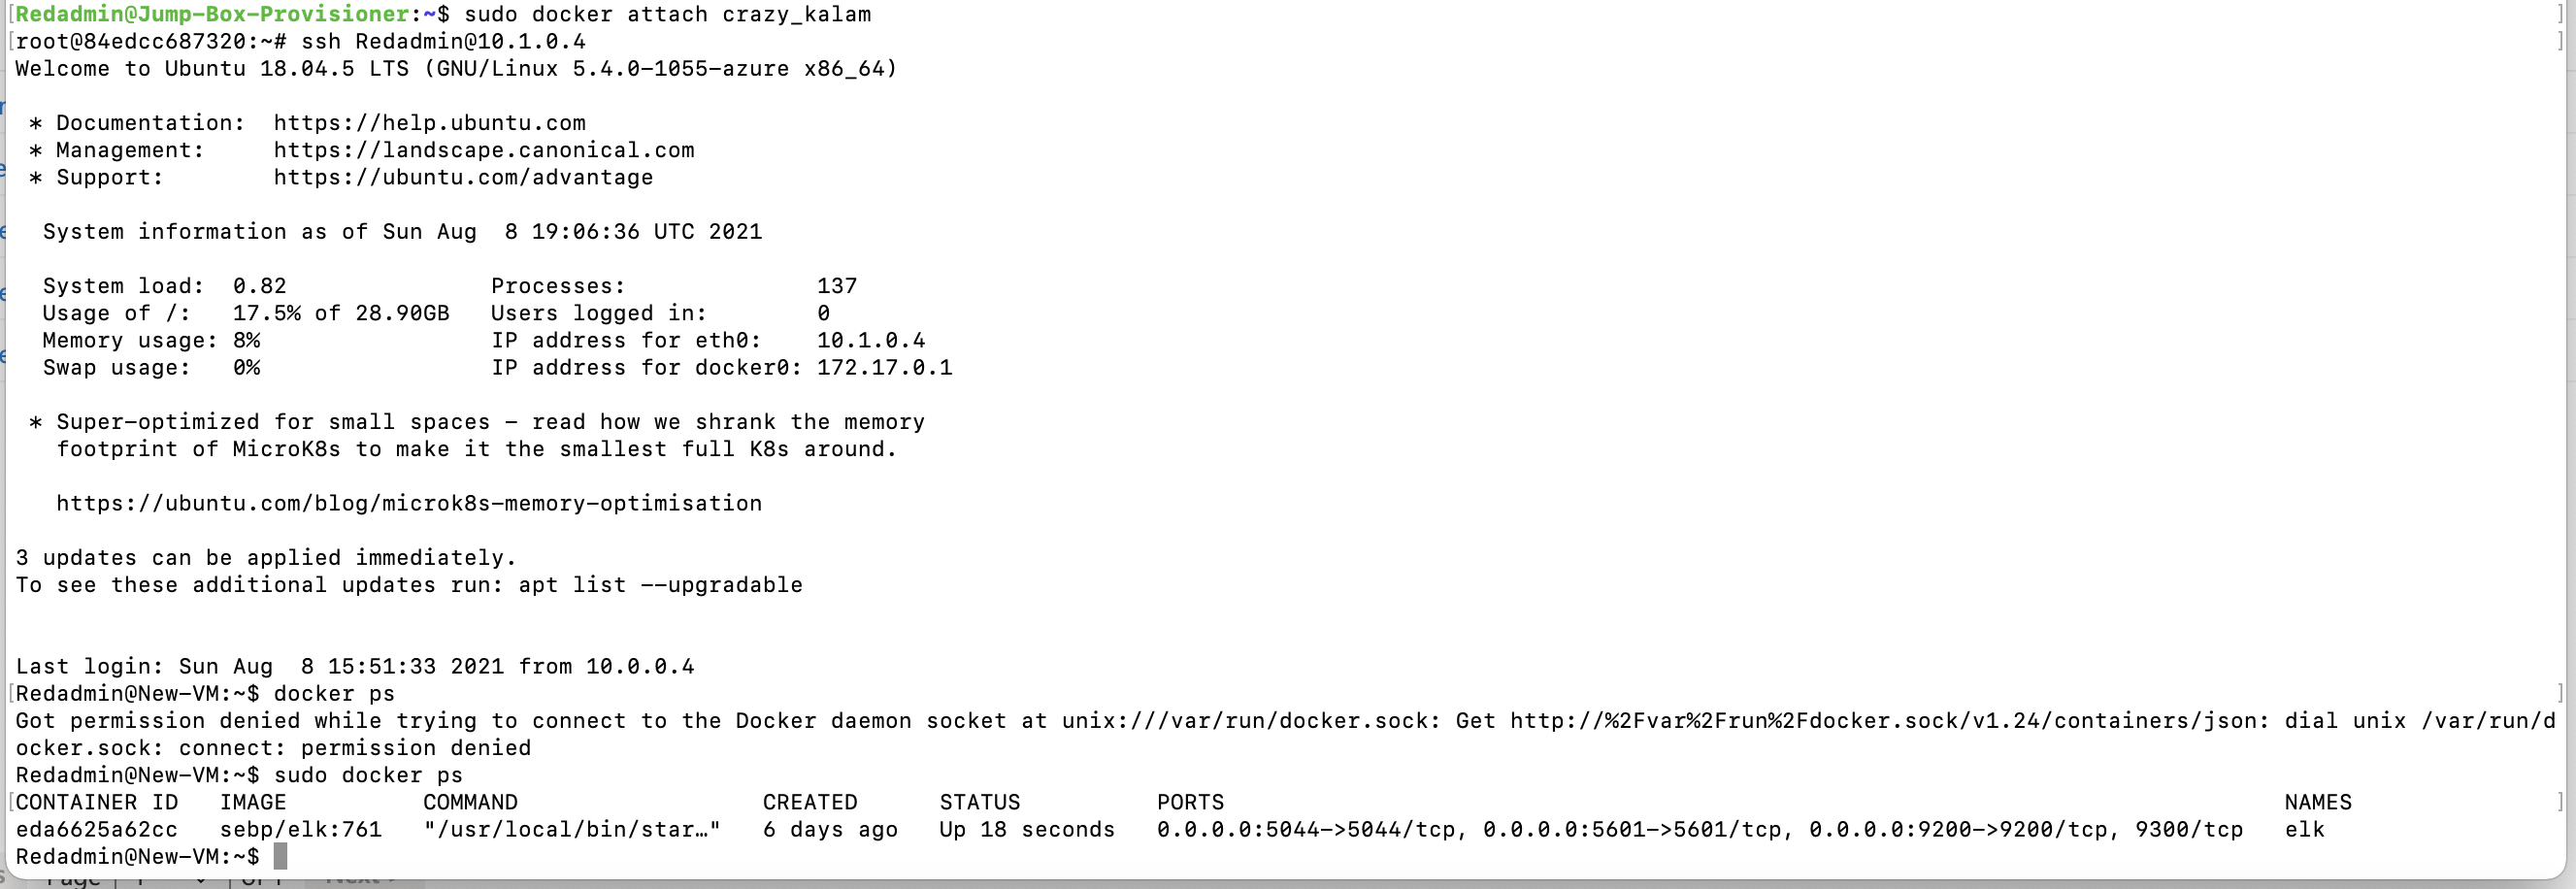 [Redadmin@Jump-Box-Provisioner:~$ sudo docker attach crazy_kalam ]
[root@84edcc687320:~# ssh Redadmin@10.1.0.4 ]
Welcome to Ubuntu 18.04.5 LTS (GNU/Linux 5.4.0-1055-azure x86_64)
* Documentation:  https://help.ubuntu.com
* Management:     https://landscape.canonical.com
* Support:        https://ubuntu.com/advantage
System information as of Sun Aug  8 19:06:36 UTC 2021
System load:  0.82               Processes:              137
Usage of /:   17.5% of 28.90GB   Users logged in:        0
Memory usage: 8%                 IP address for eth0:    10.1.0.4
Swap usage:   0%                 IP address for docker0: 172.17.0.1
* Super-optimized for small spaces - read how we shrank the memory
footprint of MicroK8s to make it the smallest full K8s around.
https://ubuntu.com/blog/microk8s-memory-optimisation
3 updates can be applied immediately.
To see these additional updates run: apt list --upgradable
Last login: Sun Aug  8 15:51:33 2021 from 10.0.0.4
[Redadmin@New-VM:~$ docker ps ]
Got permission denied while trying to connect to the Docker daemon socket at unix:///var/run/docker.sock: Get http://%2Fvar%2Frun%2Fdocker.sock/v1.24/containers/json: dial unix /var/run/d
ocker.sock: connect: permission denied
Redadmin@New-VM:~$ sudo docker ps
[CONTAINER ID   IMAGE          COMMAND                  CREATED      STATUS          PORTS                                                                              NAMES ]
eda6625a62cc   sebp/elk:761   "/usr/local/bin/star…"   6 days ago   Up 18 seconds   0.0.0.0:5044->5044/tcp, 0.0.0.0:5601->5601/tcp, 0.0.0.0:9200->9200/tcp, 9300/tcp   elk
Redadmin@New-VM:~$